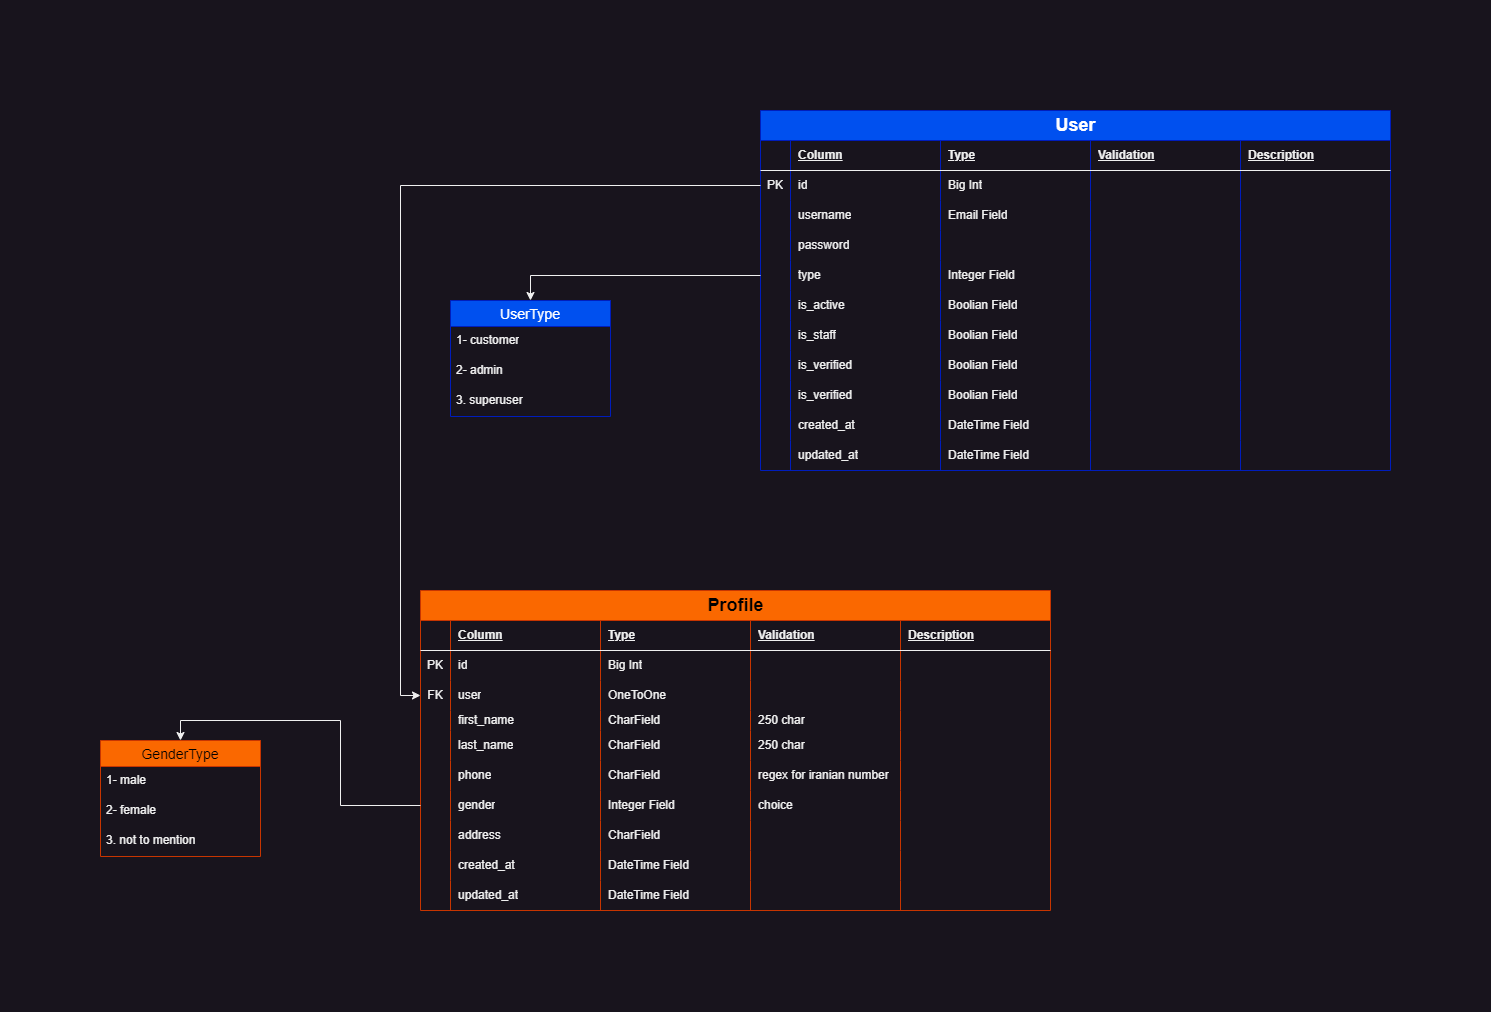 User
Column Type Validation Description
PK id Big Int
username Email Field
password
type Integer Field
is_active Boolian Field
is_staff Boolian Field
is_verified Boolian Field
is_verified Boolian Field
created_at DateTime Field
updated_at DateTime Field
UserType
1- customer
2- admin
3. superuser
Profile
Column Type Validation Description
PK id Big Int
FK user OneToOne
first_name CharField 250 char
last_name CharField 250 char
phone CharField regex for iranian number
gender Integer Field choice
address CharField
created_at DateTime Field
updated_at DateTime Field
GenderType
1- male
2- female
3. not to mention